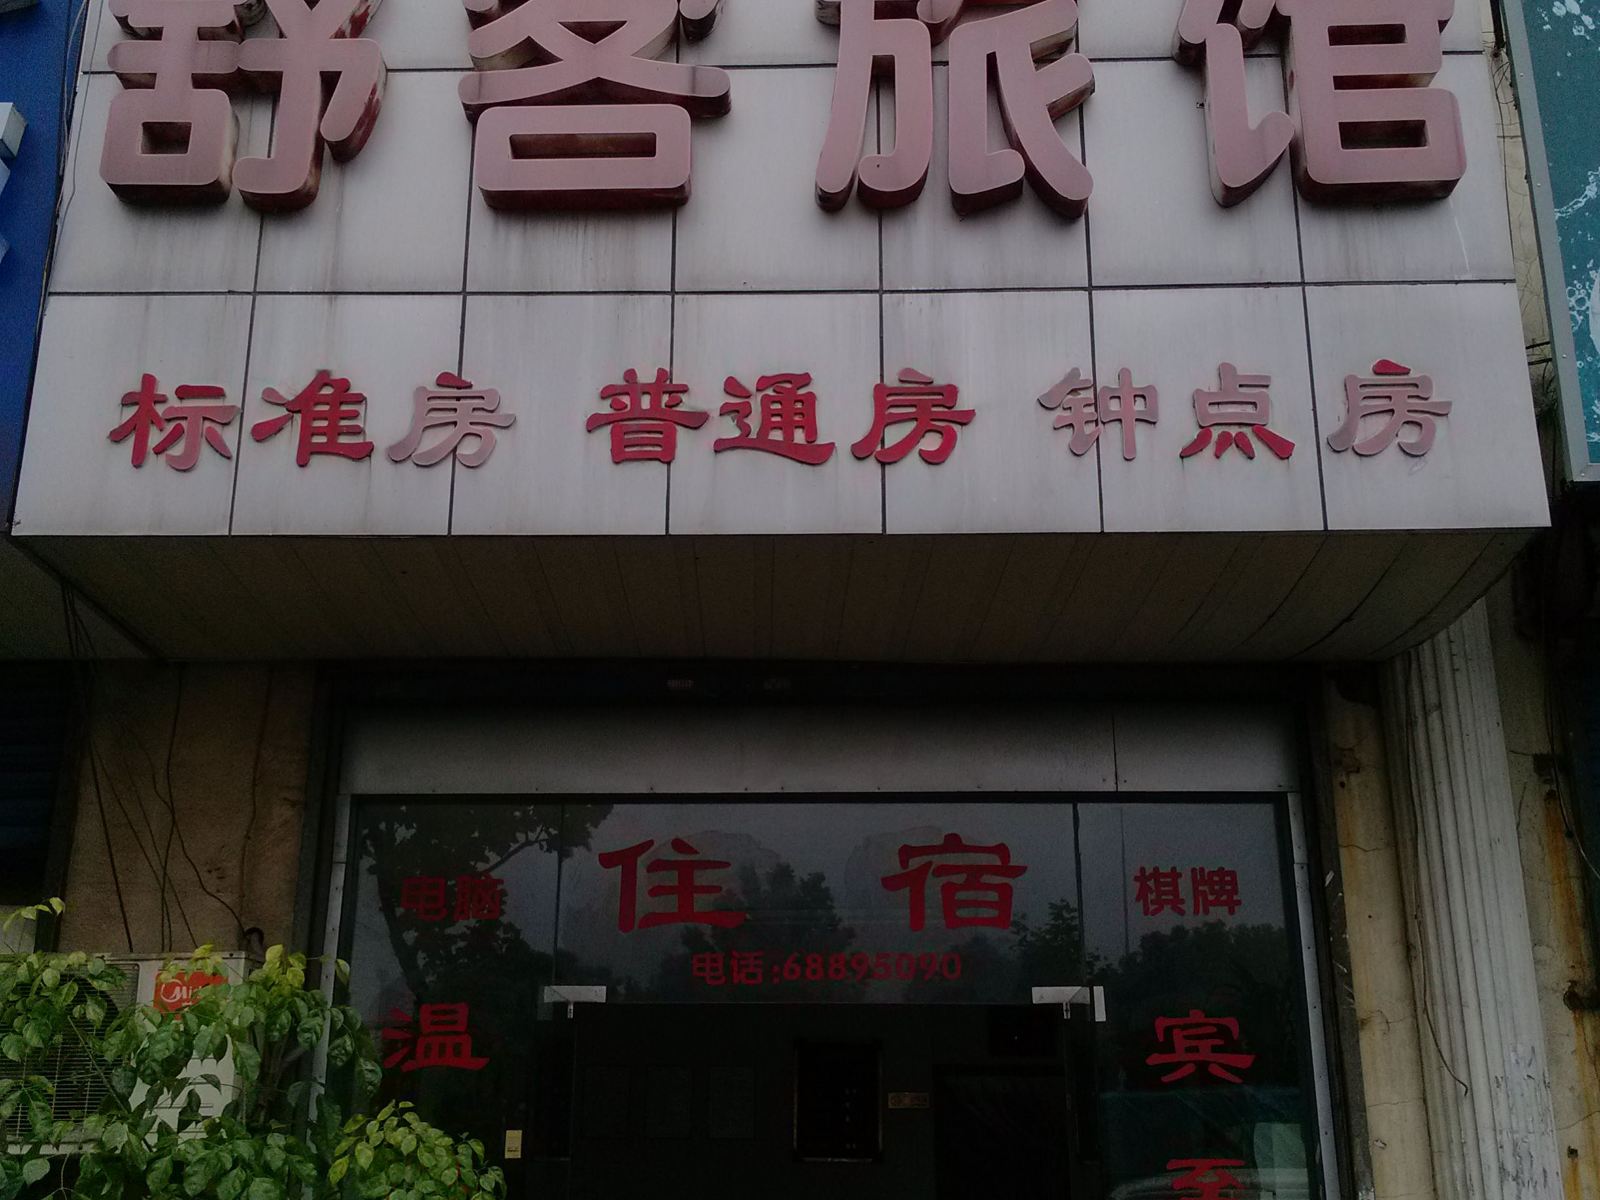 舒客旅馆
标准房 普通房 钟点房
电脑 住宿 棋牌
电话:68895090
温
宾
至